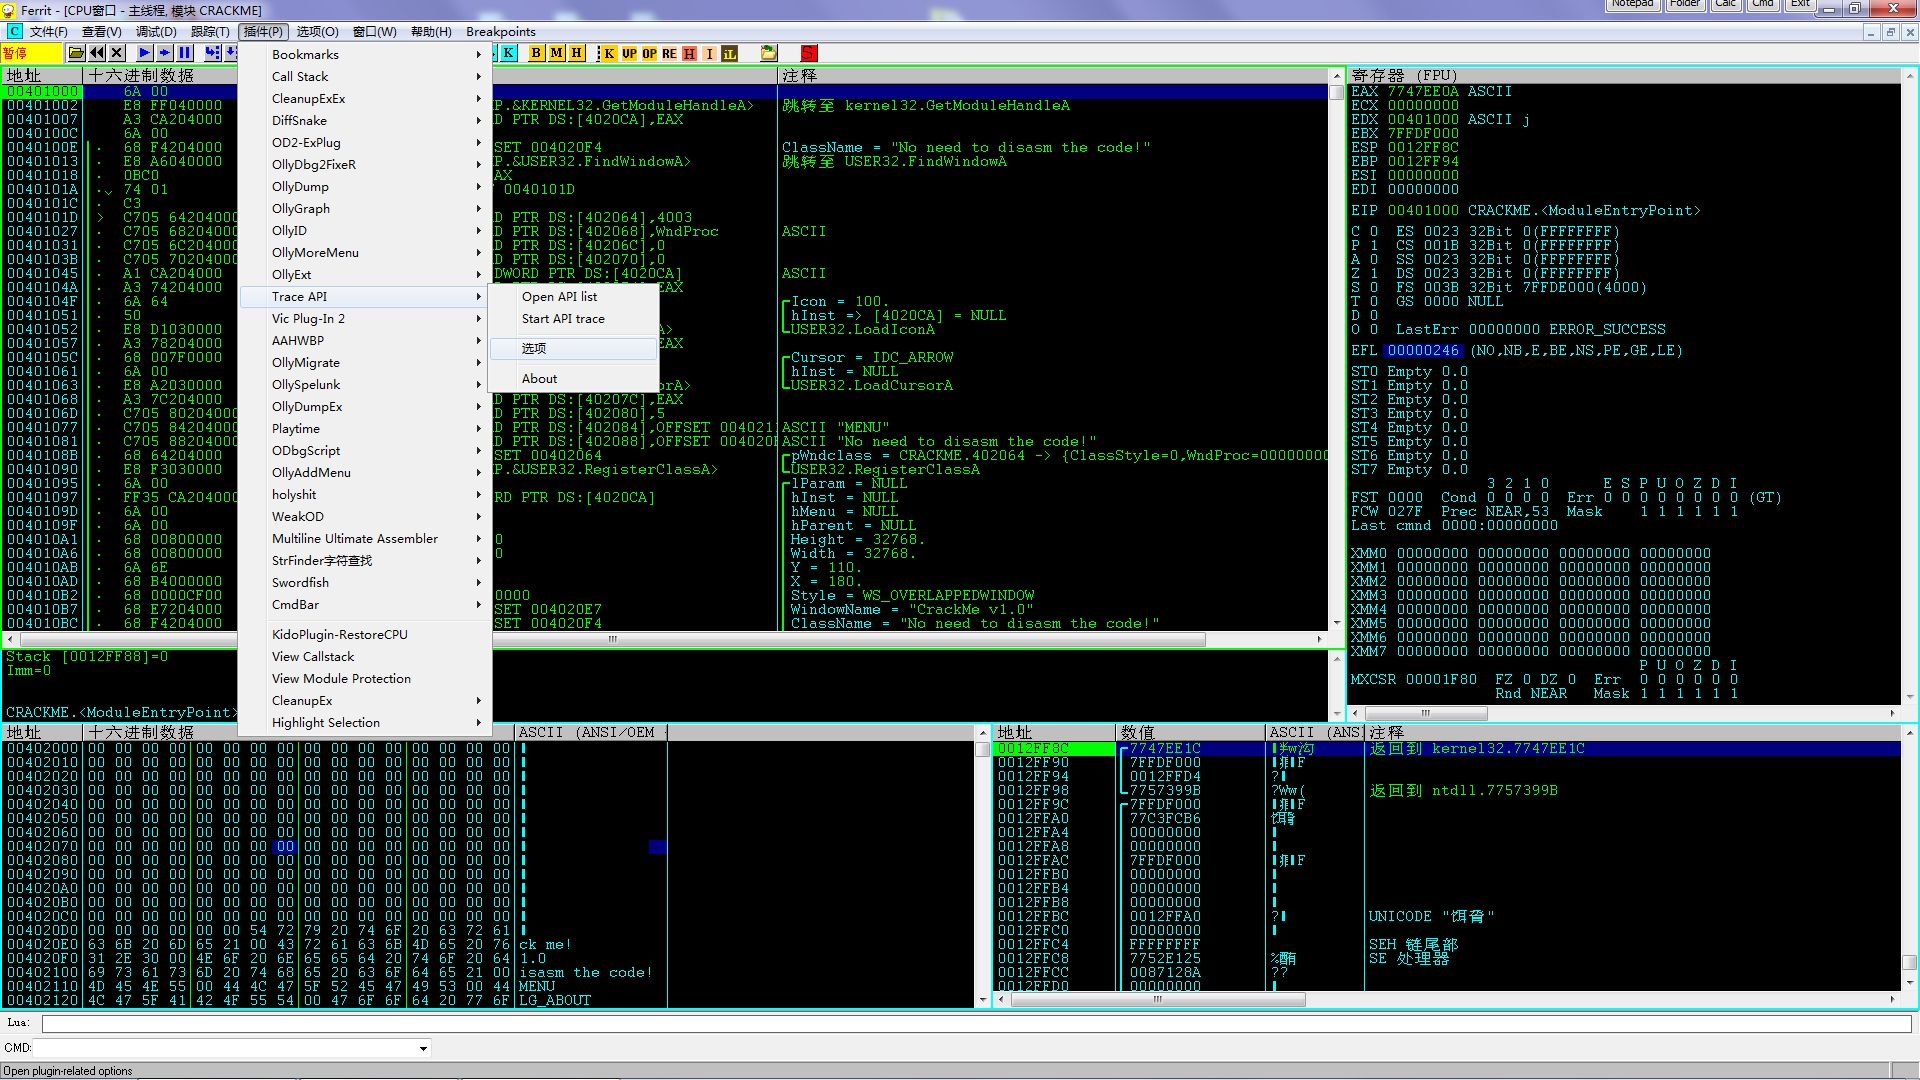 Ferrit - [CPU窗口 - 主线程, 模块 CRACKME]
Notepad Folder Calc Cmd Exit
文件(F) 查看(V) 调试(D) 跟踪(T) 插件(P) 选项(O) 窗口(W) 帮助(H) Breakpoints
暂停
K B M H K UP OP RE H I iL S
地址 十六进制数据 注释
00401000 6A 00
00401002 E8 FF040000 P.&KERNEL32.GetModuleHandleA> 跳转至 kernel32.GetModuleHandleA
00401007 A3 CA204000 D PTR DS:[4020CA],EAX
0040100C 6A 00
0040100E 68 F4204000 SET 004020F4 ClassName = "No need to disasm the code!"
00401013 E8 A6040000 P.&USER32.FindWindowA> 跳转至 USER32.FindWindowA
00401018 0BC0 AX
0040101A 74 01 0040101D
0040101C C3
0040101D > C705 64204000 D PTR DS:[402064],4003
00401027 C705 68204000 D PTR DS:[402068],WndProc ASCII
00401031 C705 6C204000 D PTR DS:[40206C],0
0040103B C705 70204000 D PTR DS:[402070],0
00401045 A1 CA204000 DWORD PTR DS:[4020CA] ASCII
0040104A A3 74204000 EAX
0040104F 6A 64 Icon = 100.
00401051 50 hInst => [4020CA] = NULL
00401052 E8 D1030000 A> USER32.LoadIconA
00401057 A3 78204000 EAX
0040105C 68 007F0000 Cursor = IDC_ARROW
00401061 6A 00 hInst = NULL
00401063 E8 A2030000 orA> USER32.LoadCursorA
00401068 A3 7C204000 D PTR DS:[40207C],EAX
0040106D C705 80204000 D PTR DS:[402080],5
00401077 C705 84204000 D PTR DS:[402084],OFFSET 004021 ASCII "MENU"
00401081 C705 88204000 D PTR DS:[402088],OFFSET 004020 ASCII "No need to disasm the code!"
0040108B 68 64204000 SET 00402064 pWndclass = CRACKME.402064 -> {ClassStyle=0,WndProc=00000000
00401090 E8 F3030000 P.&USER32.RegisterClassA> USER32.RegisterClassA
00401095 6A 00 lParam = NULL
00401097 FF35 CA204000 RD PTR DS:[4020CA] hInst = NULL
0040109D 6A 00 hMenu = NULL
0040109F 6A 00 hParent = NULL
004010A1 68 00800000 0 Height = 32768.
004010A6 68 00800000 0 Width = 32768.
004010AB 6A 6E Y = 110.
004010AD 68 B4000000 X = 180.
004010B2 68 0000CF00 0000 Style = WS_OVERLAPPEDWINDOW
004010B7 68 E7204000 SET 004020E7 WindowName = "CrackMe v1.0"
004010BC 68 F4204000 SET 004020F4 ClassName = "No need to disasm the code!"
Bookmarks
Call Stack
CleanupExEx
DiffSnake
OD2-ExPlug
OllyDbg2FixeR
OllyDump
OllyGraph
OllyID
OllyMoreMenu
OllyExt
Trace API
Vic Plug-In 2
AAHWBP
OllyMigrate
OllySpelunk
OllyDumpEx
Playtime
ODbgScript
OllyAddMenu
holyshit
WeakOD
Multiline Ultimate Assembler
StrFinder字符查找
Swordfish
CmdBar
KidoPlugin-RestoreCPU
View Callstack
View Module Protection
CleanupEx
Highlight Selection
Open API list
Start API trace
选项
About
寄存器 (FPU)
EAX 7747EE0A ASCII
ECX 00000000
EDX 00401000 ASCII j
EBX 7FFDF000
ESP 0012FF8C
EBP 0012FF94
ESI 00000000
EDI 00000000
EIP 00401000 CRACKME.<ModuleEntryPoint>
C 0 ES 0023 32Bit 0(FFFFFFFF)
P 1 CS 001B 32Bit 0(FFFFFFFF)
A 0 SS 0023 32Bit 0(FFFFFFFF)
Z 1 DS 0023 32Bit 0(FFFFFFFF)
S 0 FS 003B 32Bit 7FFDE000(4000)
T 0 GS 0000 NULL
D 0
O 0 LastErr 00000000 ERROR_SUCCESS
EFL 00000246 (NO,NB,E,BE,NS,PE,GE,LE)
ST0 Empty 0.0
ST1 Empty 0.0
ST2 Empty 0.0
ST3 Empty 0.0
ST4 Empty 0.0
ST5 Empty 0.0
ST6 Empty 0.0
ST7 Empty 0.0
3 2 1 0 E S P U O Z D I
FST 0000 Cond 0 0 0 0 Err 0 0 0 0 0 0 0 0 (GT)
FCW 027F Prec NEAR,53 Mask 1 1 1 1 1 1
Last cmnd 0000:00000000
XMM0 00000000 00000000 00000000 00000000
XMM1 00000000 00000000 00000000 00000000
XMM2 00000000 00000000 00000000 00000000
XMM3 00000000 00000000 00000000 00000000
XMM4 00000000 00000000 00000000 00000000
XMM5 00000000 00000000 00000000 00000000
XMM6 00000000 00000000 00000000 00000000
XMM7 00000000 00000000 00000000 00000000
P U O Z D I
MXCSR 00001F80 FZ 0 DZ 0 Err 0 0 0 0 0 0
Rnd NEAR Mask 1 1 1 1 1 1
Stack [0012FF88]=0
Imm=0
CRACKME.<ModuleEntryPoint>
地址 十六进制数据 ASCII (ANSI/OEM
00402000 00 00 00 00 00 00 00 00 00 00 00 00 00 00 00 00
00402010 00 00 00 00 00 00 00 00 00 00 00 00 00 00 00 00
00402020 00 00 00 00 00 00 00 00 00 00 00 00 00 00 00 00
00402030 00 00 00 00 00 00 00 00 00 00 00 00 00 00 00 00
00402040 00 00 00 00 00 00 00 00 00 00 00 00 00 00 00 00
00402050 00 00 00 00 00 00 00 00 00 00 00 00 00 00 00 00
00402060 00 00 00 00 00 00 00 00 00 00 00 00 00 00 00 00
00402070 00 00 00 00 00 00 00 00 00 00 00 00 00 00 00 00
00402080 00 00 00 00 00 00 00 00 00 00 00 00 00 00 00 00
00402090 00 00 00 00 00 00 00 00 00 00 00 00 00 00 00 00
004020A0 00 00 00 00 00 00 00 00 00 00 00 00 00 00 00 00
004020B0 00 00 00 00 00 00 00 00 00 00 00 00 00 00 00 00
004020C0 00 00 00 00 00 00 00 00 00 00 00 00 00 00 00 00
004020D0 00 00 00 00 00 00 54 72 79 20 74 6F 20 63 72 61
004020E0 63 6B 20 6D 65 21 00 43 72 61 63 6B 4D 65 20 76 ck me!
004020F0 31 2E 30 00 4E 6F 20 6E 65 65 64 20 74 6F 20 64 1.0
00402100 69 73 61 73 6D 20 74 68 65 20 63 6F 64 65 21 00 isasm the code!
00402110 4D 45 4E 55 00 44 4C 47 5F 52 45 47 49 53 00 44 MENU
00402120 4C 47 5F 41 42 4F 55 54 00 47 6F 6F 64 20 77 6F LG_ABOUT
地址 数值 ASCII (ANSI 注释
0012FF8C 7747EE1C 返回到 kernel32.7747EE1C
0012FF90 7FFDF000
0012FF94 0012FFD4 ?
0012FF98 7757399B ?Ww( 返回到 ntdll.7757399B
0012FF9C 7FFDF000
0012FFA0 77C3FCB6
0012FFA4 00000000
0012FFA8 00000000
0012FFAC 7FFDF000
0012FFB0 00000000
0012FFB4 00000000
0012FFB8 00000000
0012FFBC 0012FFA0 ? UNICODE
0012FFC0 00000000
0012FFC4 FFFFFFFF SEH 链尾部
0012FFC8 7752E125 SE 处理器
0012FFCC 0087128A ??
0012FFD0 00000000
Lua:
CMD:
Open plugin-related options